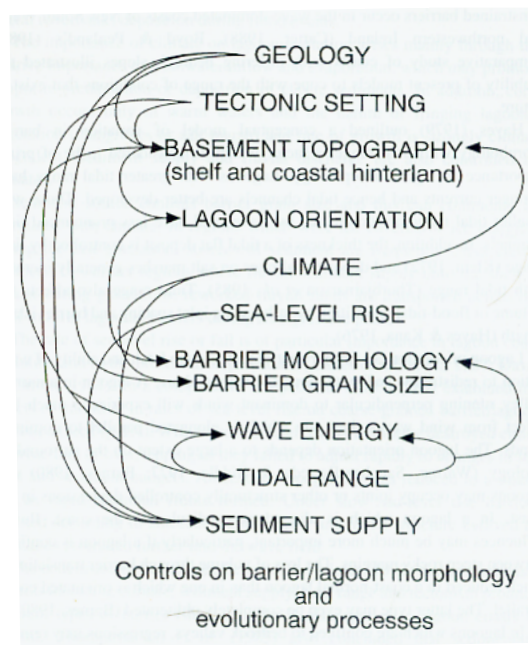 GEOLOGY
TECTONIC SETTING
BASEMENT TOPOGRAPHY
(shelf and coastal hinterland)
LAGOON ORIENTATION
CLIMATE
SEA-LEVEL RISE
BARRIER MORPHOLOGY
BARRIER GRAIN SIZE
WAVE ENERGY
TIDAL RANGE
SEDIMENT SUPPLY
Controls on barrier/lagoon morphology
and
evolutionary processes